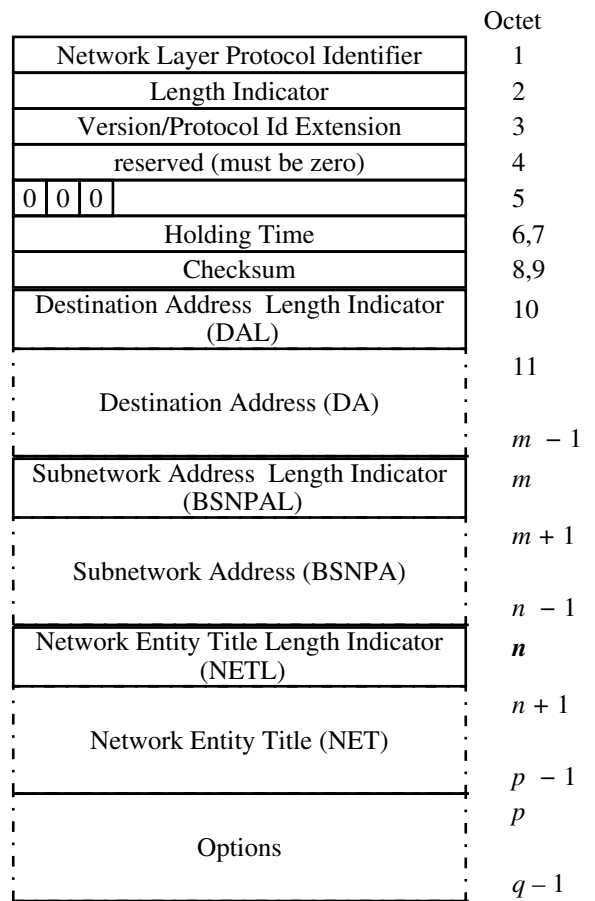 Octet
Network Layer Protocol Identifier 1
Length Indicator 2
Version/Protocol Id Extension 3
reserved (must be zero) 4
0 0 0 5
Holding Time 6,7
Checksum 8,9
Destination Address Length Indicator 10
(DAL)
11
Destination Address (DA)
m − 1
Subnetwork Address Length Indicator m
(BSNPAL)
m + 1
Subnetwork Address (BSNPA)
n − 1
Network Entity Title Length Indicator n
(NETL)
n + 1
Network Entity Title (NET)
p − 1
p
Options
q – 1